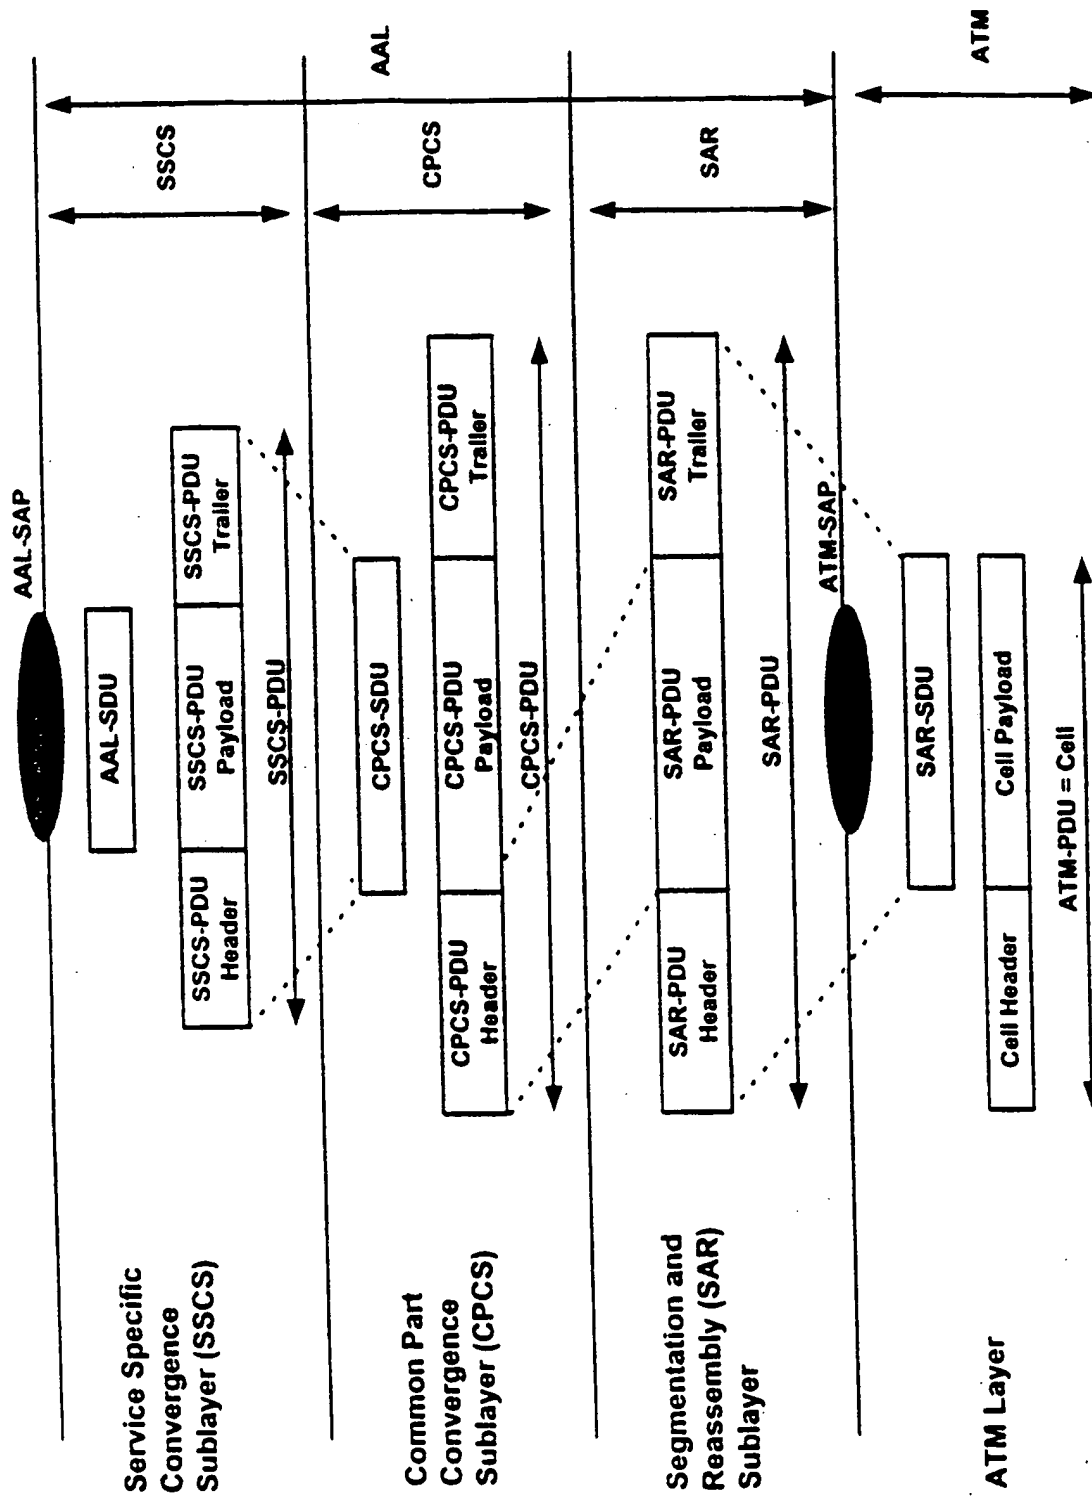 AAL-SAP
Service Specific
Convergence
Sublayer (SSCS)
AAL-SDU
SSCS-PDU
Header
SSCS-PDU
Payload
SSCS-PDU
Trailer
SSCS-PDU
SSCS
AAL
Common Part
Convergence
Sublayer (CPCS)
CPCS-SDU
CPCS-PDU
Header
CPCS-PDU
Payload
CPCS-PDU
Trailer
CPCS-PDU
CPCS
Segmentation and
Reassembly (SAR)
Sublayer
SAR-PDU
Header
SAR-PDU
Payload
SAR-PDU
Trailer
SAR-PDU
SAR
ATM-SAP
ATM Layer
SAR-SDU
Cell Header
Cell Payload
ATM-PDU = Cell
ATM